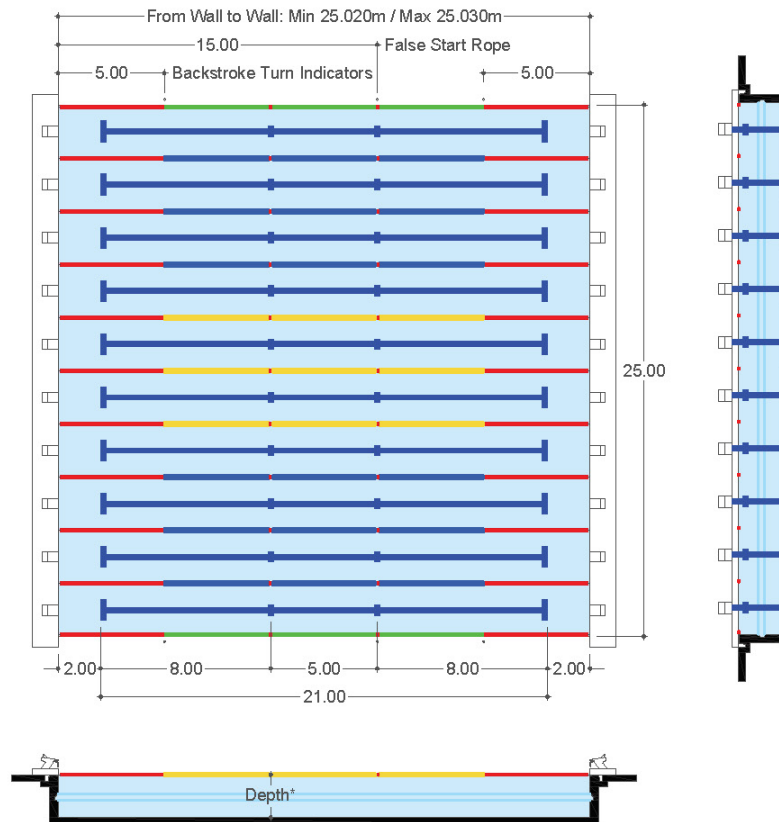 From Wall to Wall: Min 25.020m / Max 25.030m
15.00 False Start Rope
5.00 Backstroke Turn Indicators 5.00
25.00
2.00 8.00 5.00 8.00 2.00
21.00
Depth*